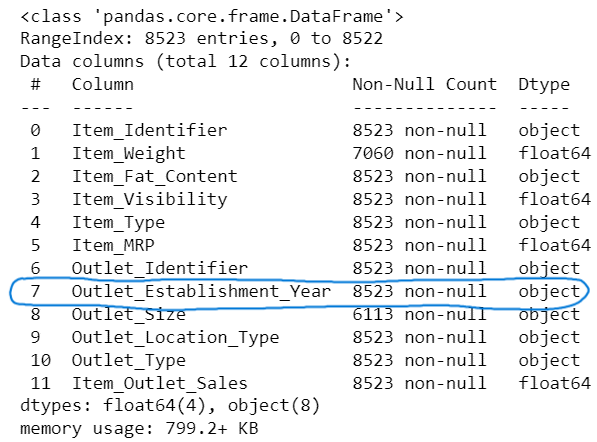 <class 'pandas.core.frame.DataFrame'>
RangeIndex: 8523 entries, 0 to 8522
Data columns (total 12 columns):
 #   Column                     Non-Null Count  Dtype
---  ------                     --------------  -----
 0   Item_Identifier            8523 non-null   object
 1   Item_Weight                7060 non-null   float64
 2   Item_Fat_Content           8523 non-null   object
 3   Item_Visibility            8523 non-null   float64
 4   Item_Type                  8523 non-null   object
 5   Item_MRP                   8523 non-null   float64
 6   Outlet_Identifier          8523 non-null   object
 7   Outlet_Establishment_Year  8523 non-null   object
 8   Outlet_Size                6113 non-null   object
 9   Outlet_Location_Type       8523 non-null   object
 10  Outlet_Type                8523 non-null   object
 11  Item_Outlet_Sales          8523 non-null   float64
dtypes: float64(4), object(8)
memory usage: 799.2+ KB